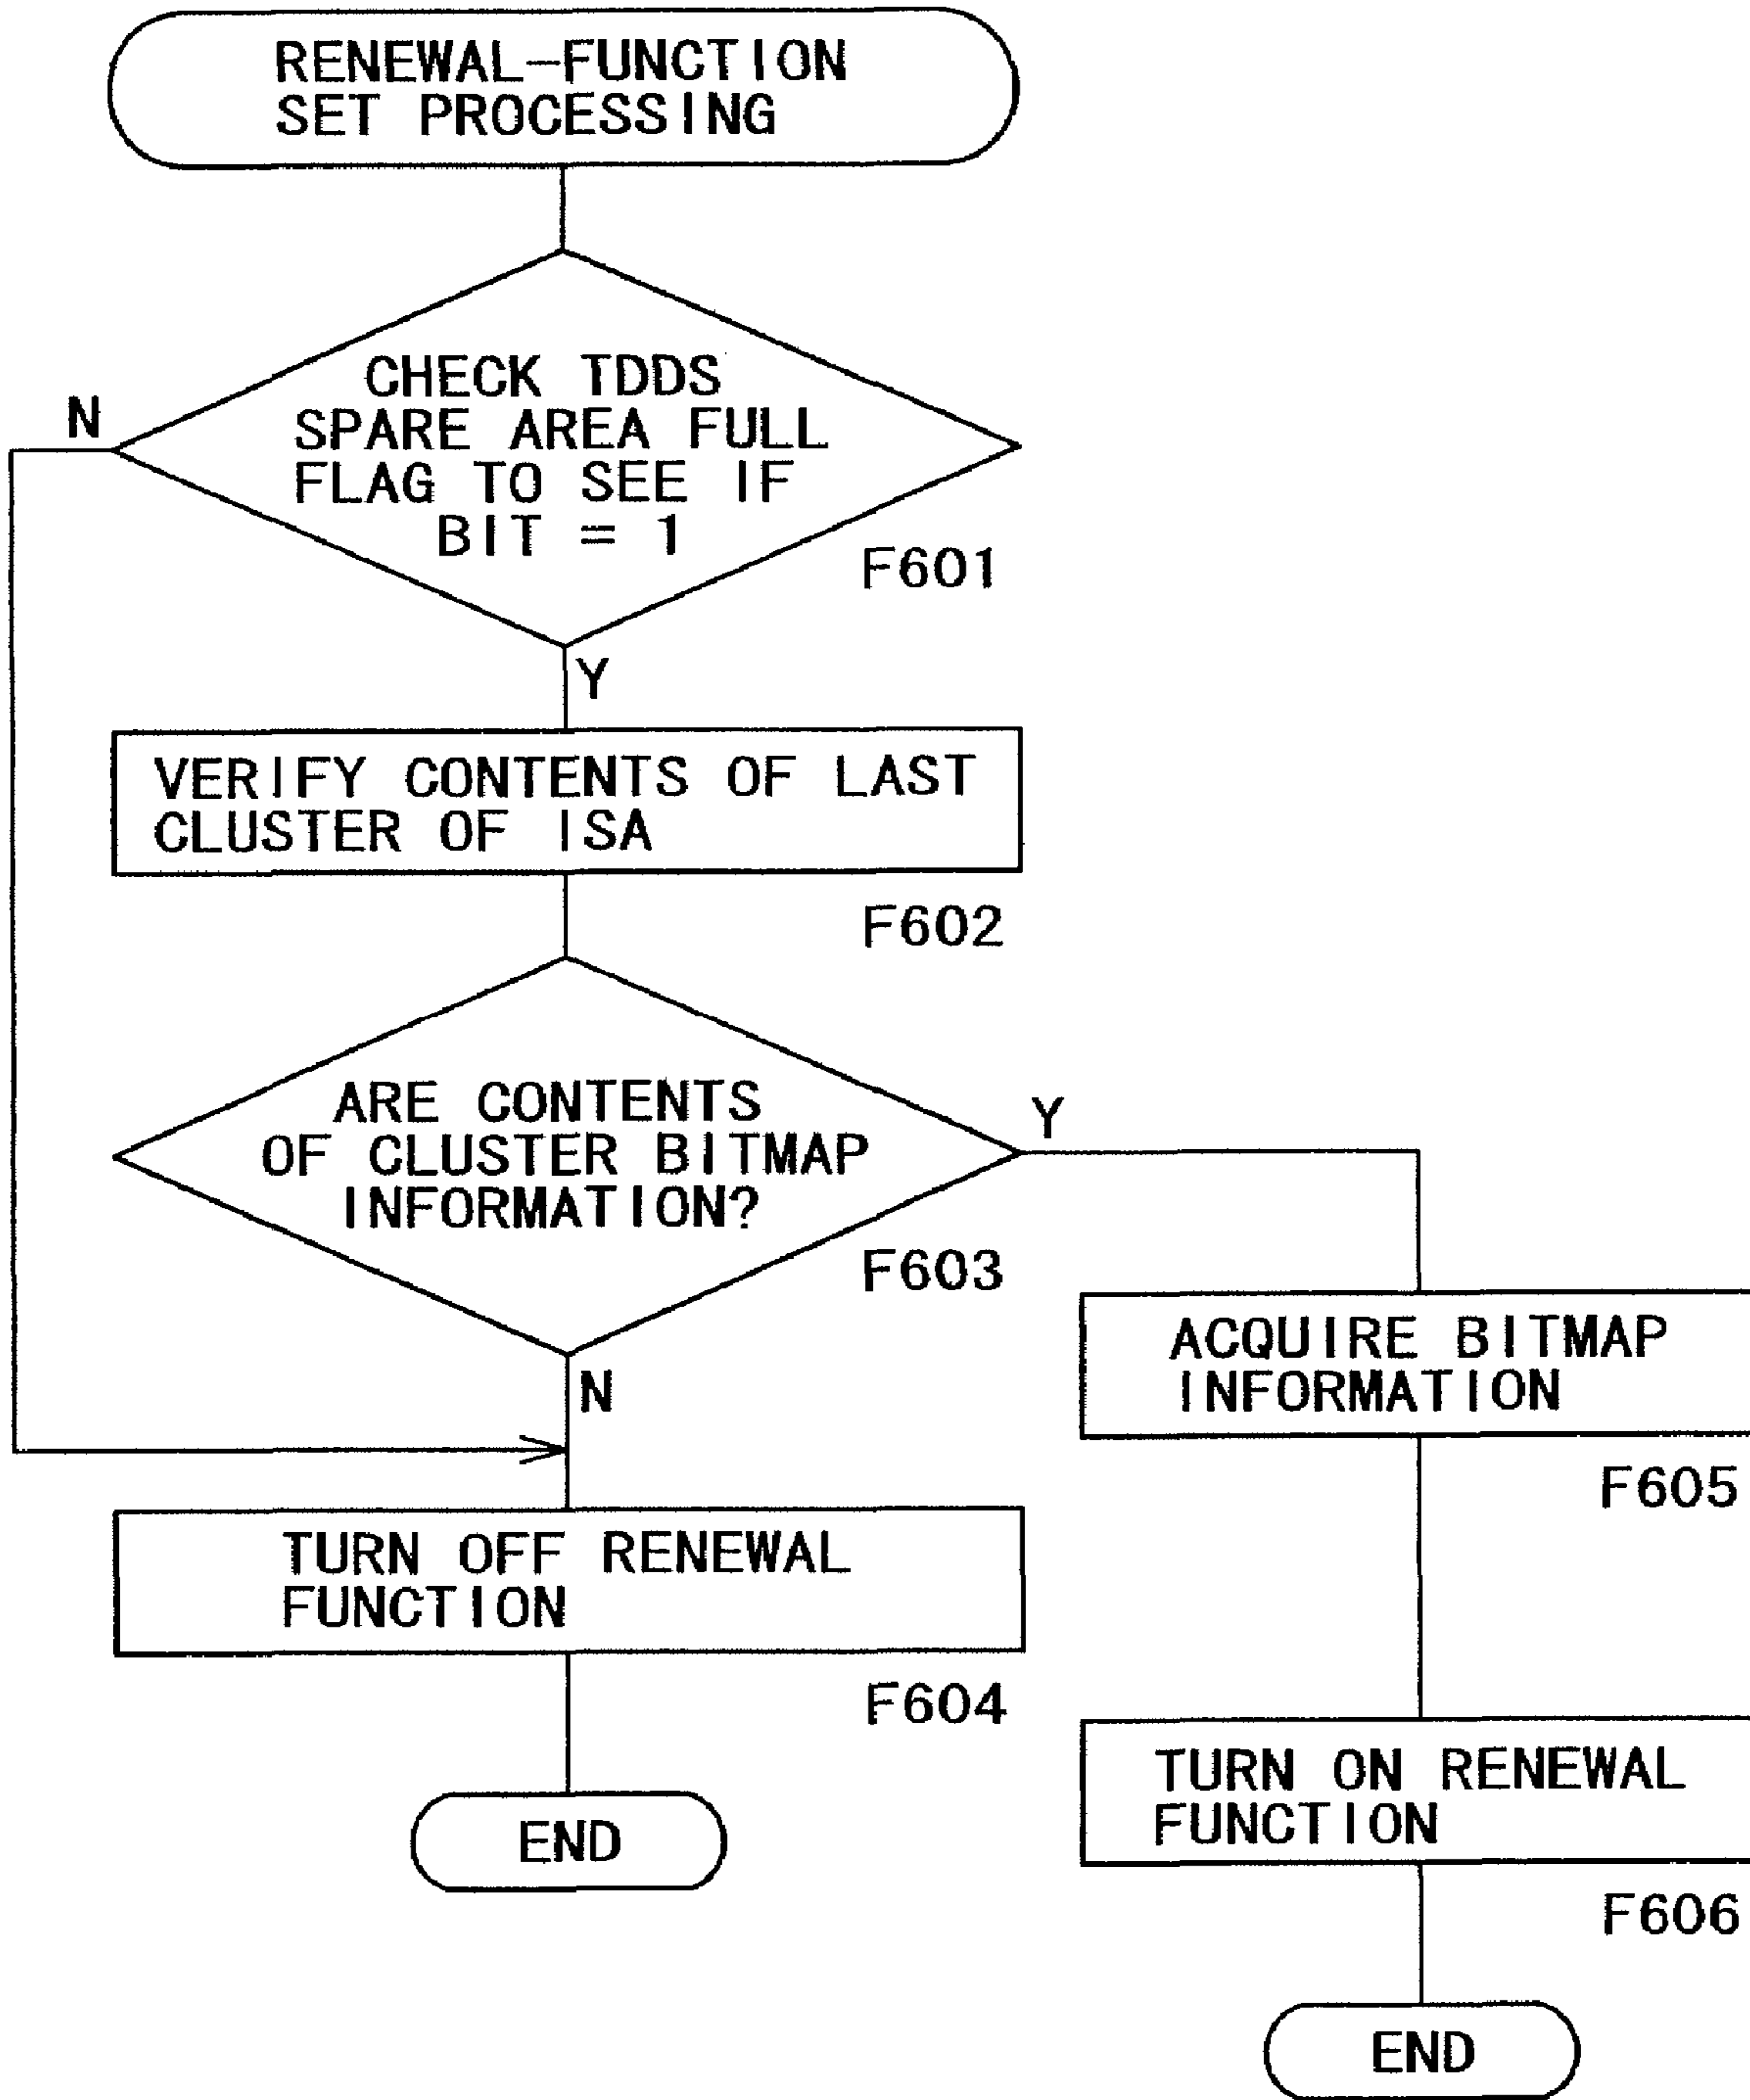 RENEWAL-FUNCTION
SET PROCESSING
CHECK TDDS
SPARE AREA FULL
FLAG TO SEE IF
BIT = 1
N
F601
Y
VERIFY CONTENTS OF LAST
CLUSTER OF ISA
F602
ARE CONTENTS
OF CLUSTER BITMAP
INFORMATION?
Y
F603
N
ACQUIRE BITMAP
INFORMATION
F605
TURN OFF RENEWAL
FUNCTION
F604
TURN ON RENEWAL
FUNCTION
F606
END
END